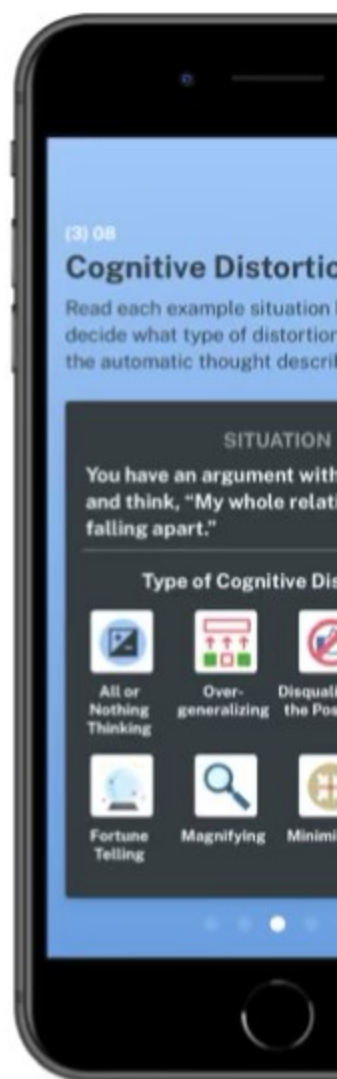 (3) 08
Cognitive Distortio
Read each example situation
decide what type of distortion
the automatic thought describ
SITUATION
You have an argument with
and think, “My whole relati
falling apart.”
Type of Cognitive Dis
All or Nothing Thinking
Over-generalizing
Disquali the Pos
Fortune Telling
Magnifying
Minimi